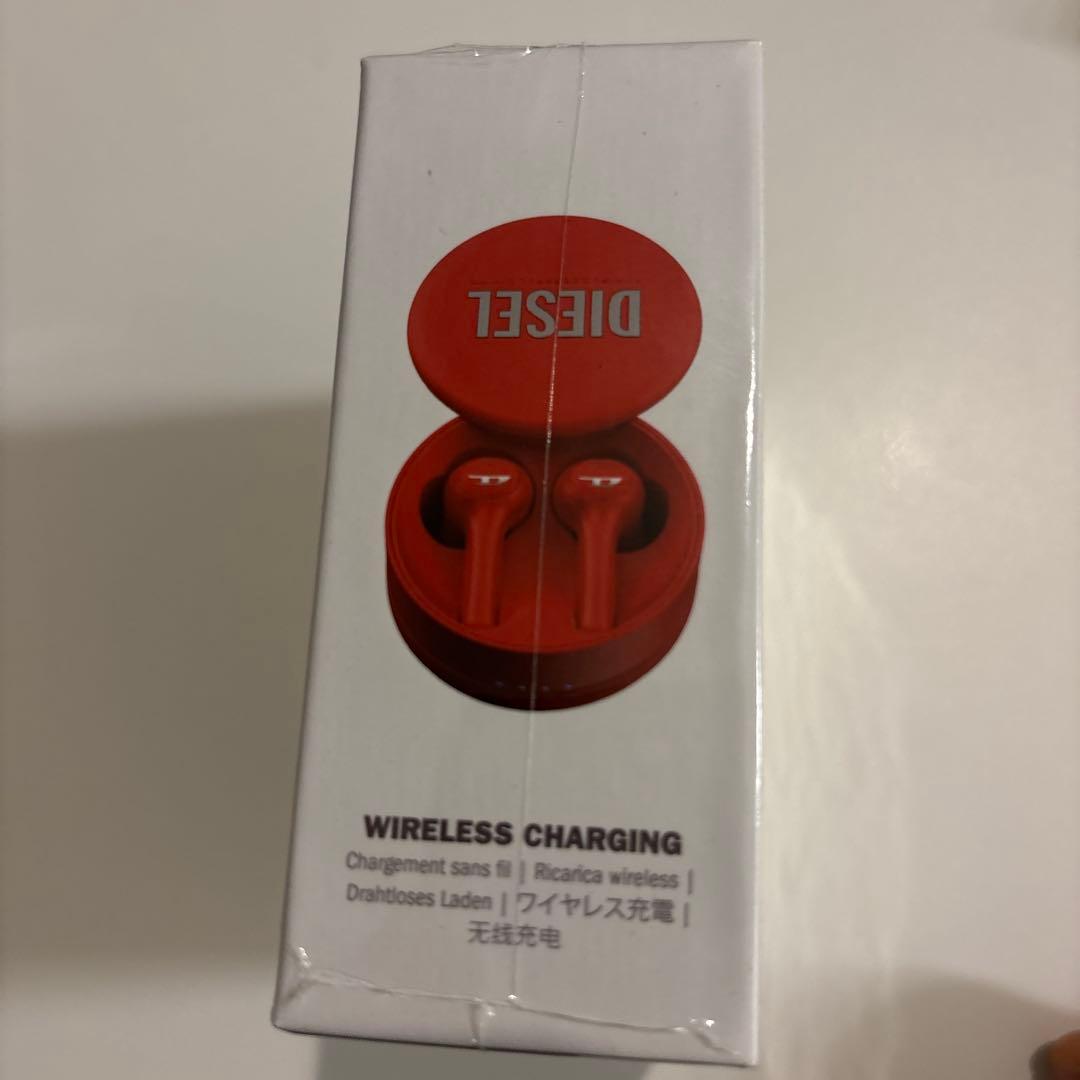 DIESEL
WIRELESS CHARGING
Chargement sans fil | Ricarica wireless |
Drahtloses Laden | ワイヤレス充電 |
无线充电